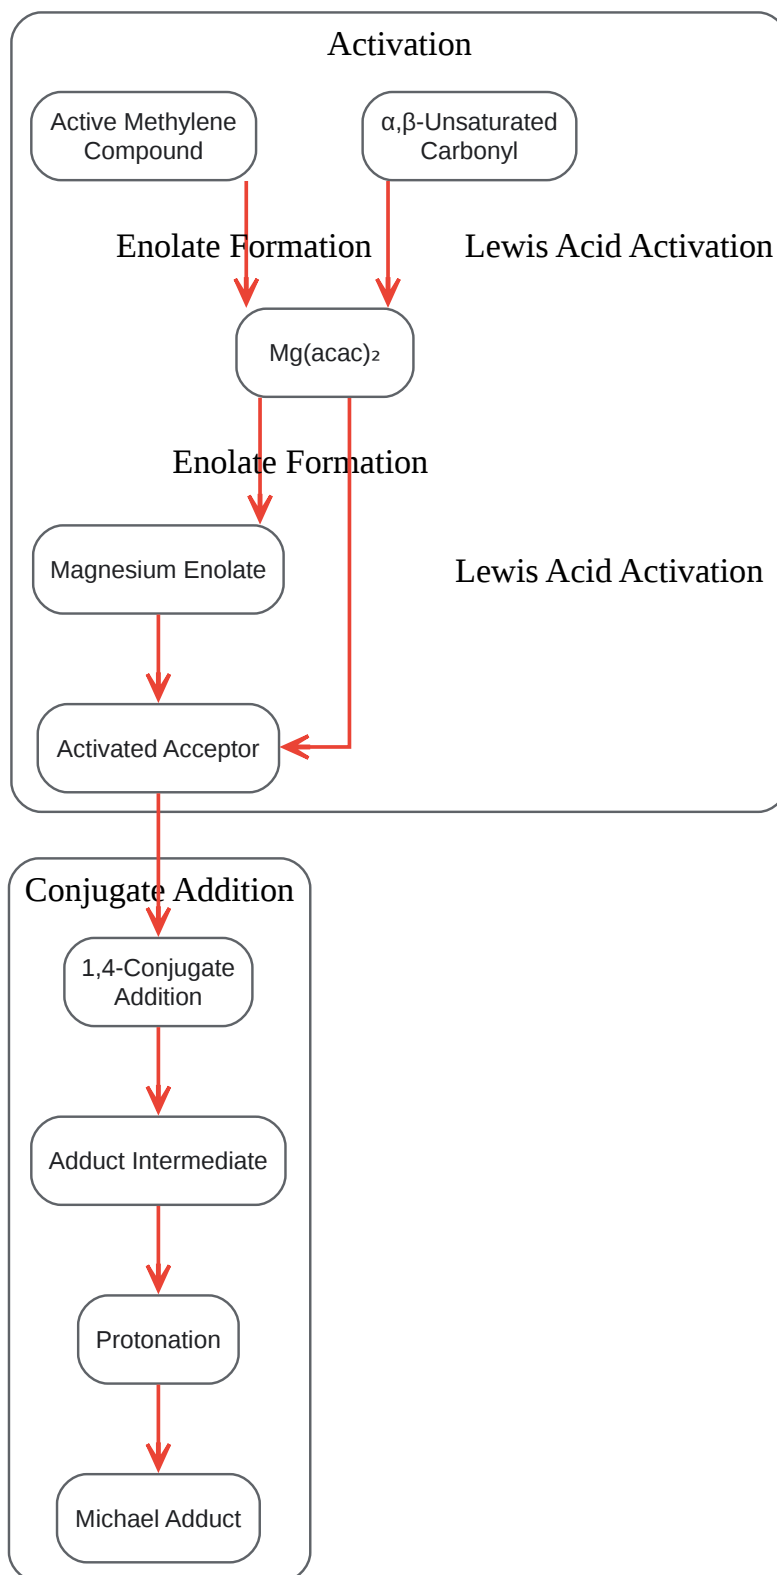 Activation
Active Methylene
Compound
α,β-Unsaturated
Carbonyl
Enolate Formation
Lewis Acid Activation
Mg(acac)₂
Enolate Formation
Magnesium Enolate
Lewis Acid Activation
Activated Acceptor
Conjugate Addition
1,4-Conjugate
Addition
Adduct Intermediate
Protonation
Michael Adduct